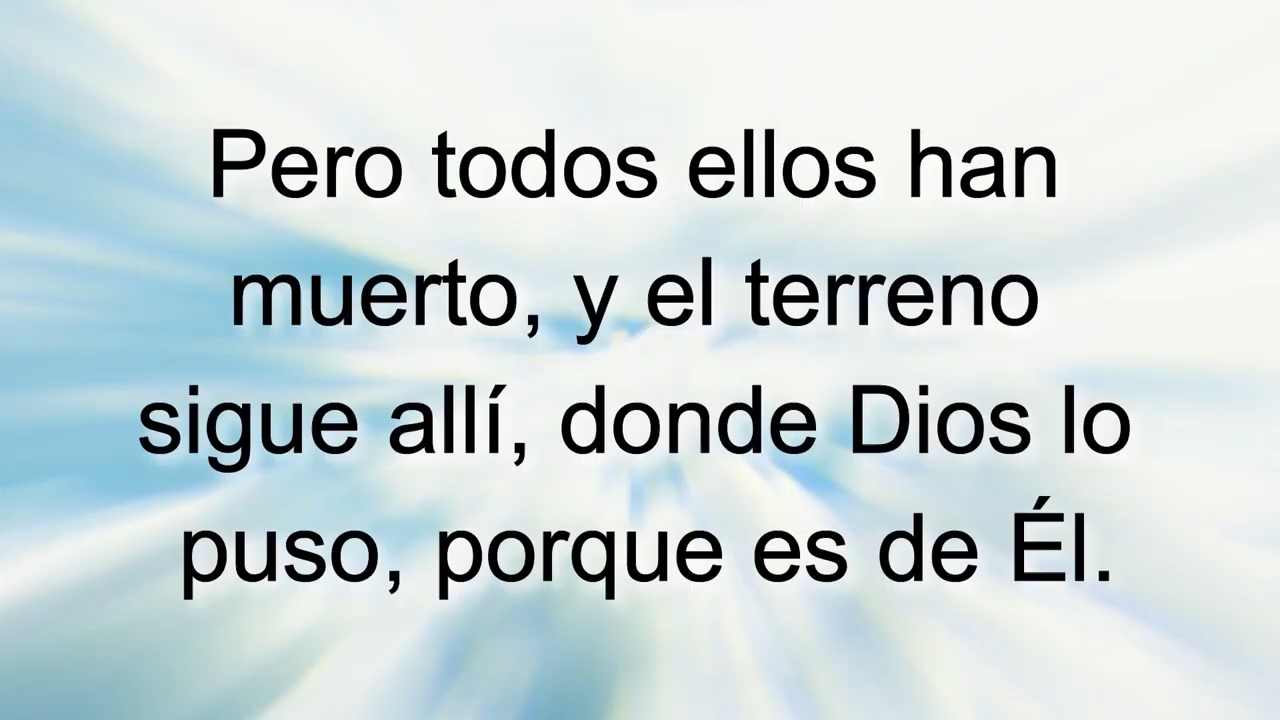 Pero todos ellos han
muerto, y el terreno
sigue allí, donde Dios lo
puso, porque es de Él.